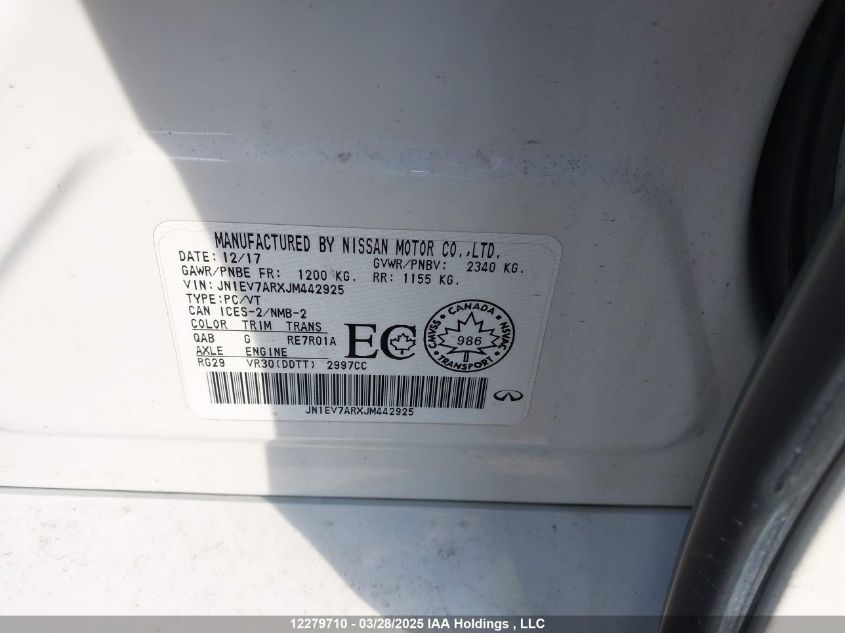 MANUFACTURED BY NISSAN MOTOR CO.,LTD.
DATE: 12/17 GVWR/PNBV: 2340 KG.
GAWR/PNBE FR: 1200 KG. RR: 1155 KG.
VIN: JN1EV7ARXJM442925
TYPE:PC/VT
CAN ICES-2/NMB-2
COLOR TRIM TRANS
QAB G RE7R01A
AXLE ENGINE
RG29 VR30(DDTT) 2997CC
EC
CANADA
CMVSS NSVAC
986
TRANSPORT
JN1EV7ARXJM442925
12279710 - 03/28/2025 IAA Holdings , LLC